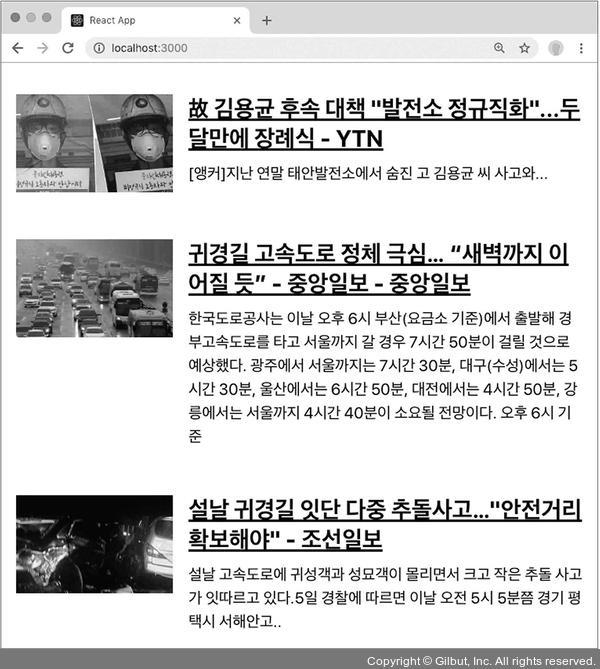 React App
localhost:3000
故 김용균 후속 대책 "발전소 정규직화"...두
달만에 장례식 - YTN
[앵커]지난 연말 태안발전소에서 숨진 고 김용균 씨 사고와...
귀경길 고속도로 정체 극심... “새벽까지 이
어질 듯” - 중앙일보 - 중앙일보
한국도로공사는 이날 오후 6시 부산(요금소 기준)에서 출발해 경
부고속도로를 타고 서울까지 갈 경우 7시간 50분이 걸릴 것으로
예상했다. 광주에서 서울까지는 7시간 30분, 대구(수성)에서는 5
시간 30분, 울산에서는 6시간 50분, 대전에서는 4시간 50분, 강
릉에서는 서울까지 4시간 40분이 소요될 전망이다. 오후 6시 기
준
설날 귀경길 잇단 다중 추돌사고..."안전거리
확보해야" - 조선일보
설날 고속도로에 귀성객과 성묘객이 몰리면서 크고 작은 추돌 사고
가 잇따르고 있다.5일 경찰에 따르면 이날 오전 5시 5분쯤 경기 평
택시 서해안고..
Copyright © Gilbut, Inc. All rights reserved.